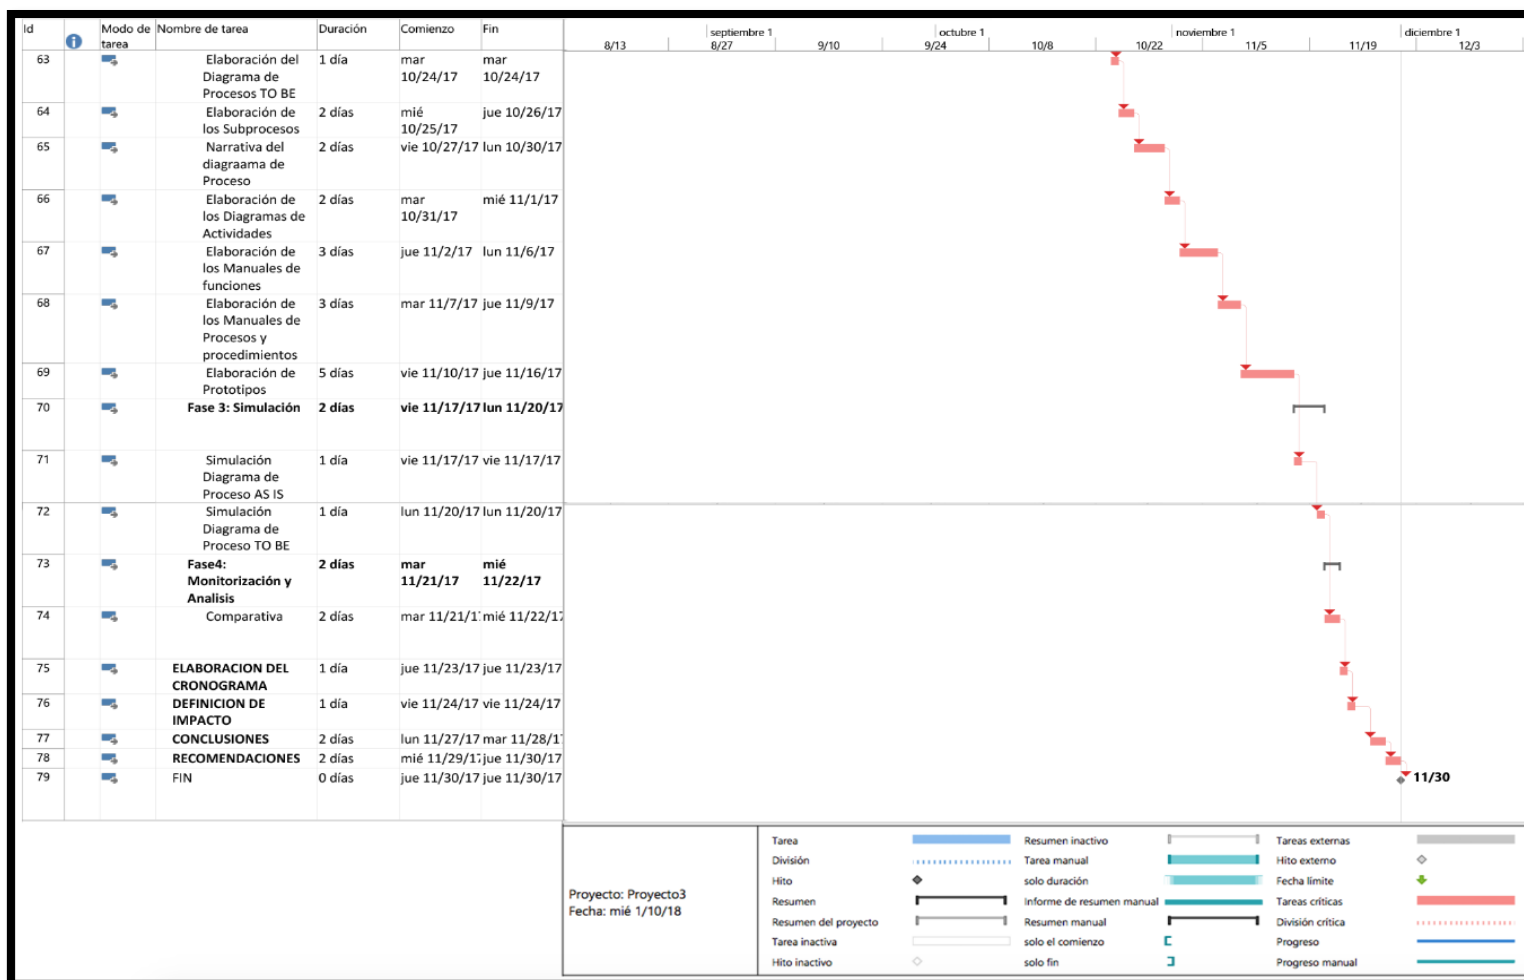 Id Modo de Nombre de tarea Duración Comienzo Fin
tarea
septiembre 1 octubre 1 noviembre 1 diciembre 1
8/13 8/27 9/10 9/24 10/8 10/22 11/5 11/19 12/3
63 Elaboración del 1 día mar mar
Diagrama de 10/24/17 10/24/17
Procesos TO BE
64 Elaboración de 2 días mié jue 10/26/17
los Subprocesos 10/25/17
65 Narrativa del 2 días vie 10/27/17 lun 10/30/17
diagraama de
Proceso
66 Elaboración de 2 días mar mié 11/1/17
los Diagramas de 10/31/17
Actividades
67 Elaboración de 3 días jue 11/2/17 lun 11/6/17
los Manuales de
funciones
68 Elaboración de 3 días mar 11/7/17 jue 11/9/17
los Manuales de
Procesos y
procedimientos
69 Elaboración de 5 días vie 11/10/17 jue 11/16/17
Prototipos
70 Fase 3: Simulación 2 días vie 11/17/17 lun 11/20/17
71 Simulación 1 día vie 11/17/17 vie 11/17/17
Diagrama de
Proceso AS IS
72 Simulación 1 día lun 11/20/17 lun 11/20/17
Diagrama de
Proceso TO BE
73 Fase4: 2 días mar mié
Monitorización y 11/21/17 11/22/17
Analisis
74 Comparativa 2 días mar 11/21/1 mié 11/22/17
75 ELABORACION DEL 1 día jue 11/23/17 jue 11/23/17
CRONOGRAMA
76 DEFINICION DE 1 día vie 11/24/17 vie 11/24/17
IMPACTO
77 CONCLUSIONES 2 días lun 11/27/17 mar 11/28/1
78 RECOMENDACIONES 2 días mié 11/29/1 jue 11/30/17
79 FIN 0 días jue 11/30/17 jue 11/30/17
11/30
Proyecto: Proyecto3
Fecha: mié 1/10/18
Tarea Resumen inactivo Tareas externas
División Tarea manual Hito externo
Hito solo duración Fecha límite
Resumen Informe de resumen manual Tareas críticas
Resumen del proyecto Resumen manual División crítica
Tarea inactiva solo el comienzo Progreso
Hito inactivo solo fin Progreso manual